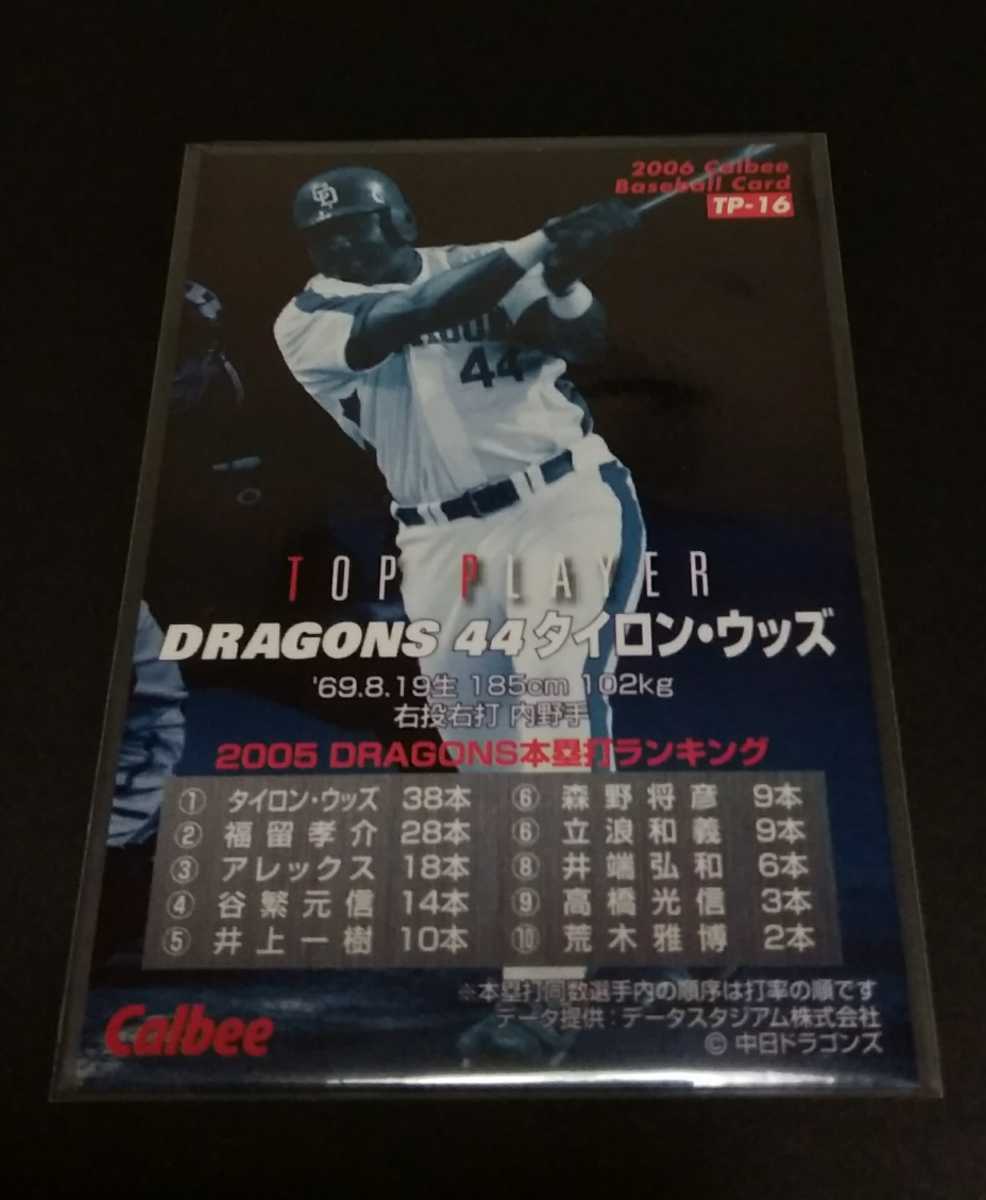 2006 Calbee
Baseball Card
TP-16
CD
44
TOP PLAYER
DRAGONS 44 タイロン・ウッズ
'69.8.19生 185cm 102kg
右投右打 内野手
2005 DRAGONS本塁打ランキング
① タイロン・ウッズ 38本
② 福留孝介 28本
③ アレックス 18本
④ 谷繁元信 14本
⑤ 井上一樹 10本
⑥ 森野将彦 9本
⑥ 立浪和義 9本
⑧ 井端弘和 6本
⑨ 高橋光信 3本
⑩ 荒木雅博 2本
※本塁打同数選手内の順序は打率の順です
データ提供：データスタジアム株式会社
© 中日ドラゴンズ
Calbee